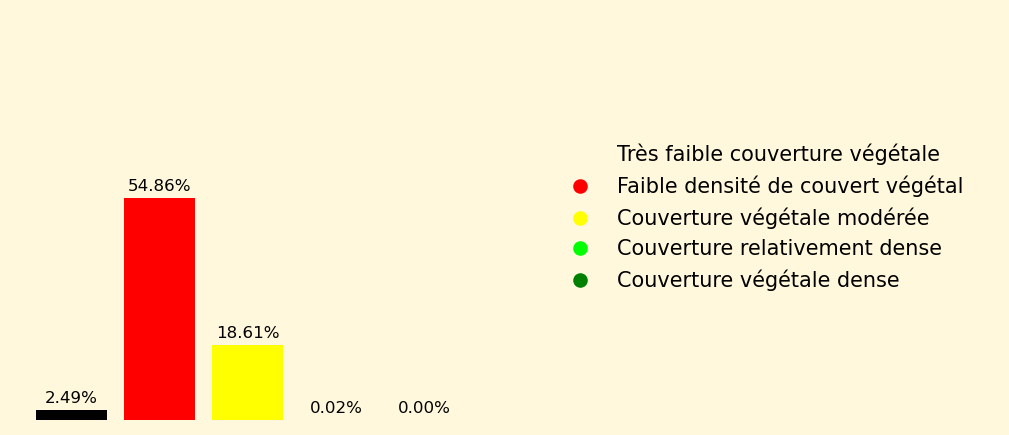 54.86%
18.61%
2.49%
0.02%
0.00%
Très faible couverture végétale
Faible densité de couvert végétal
Couverture végétale modérée
Couverture relativement dense
Couverture végétale dense